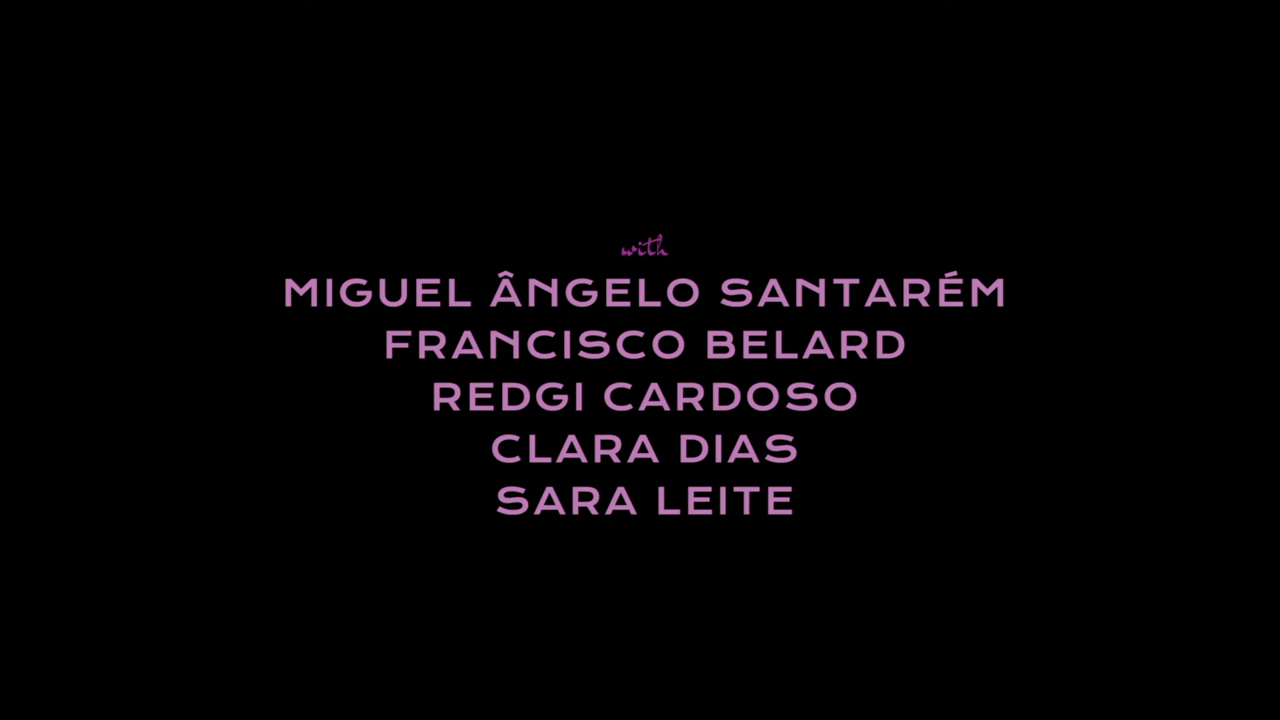 with
MIGUEL ÂNGELO SANTARÉM
FRANCISCO BELARD
REDGI CARDOSO
CLARA DIAS
SARA LEITE